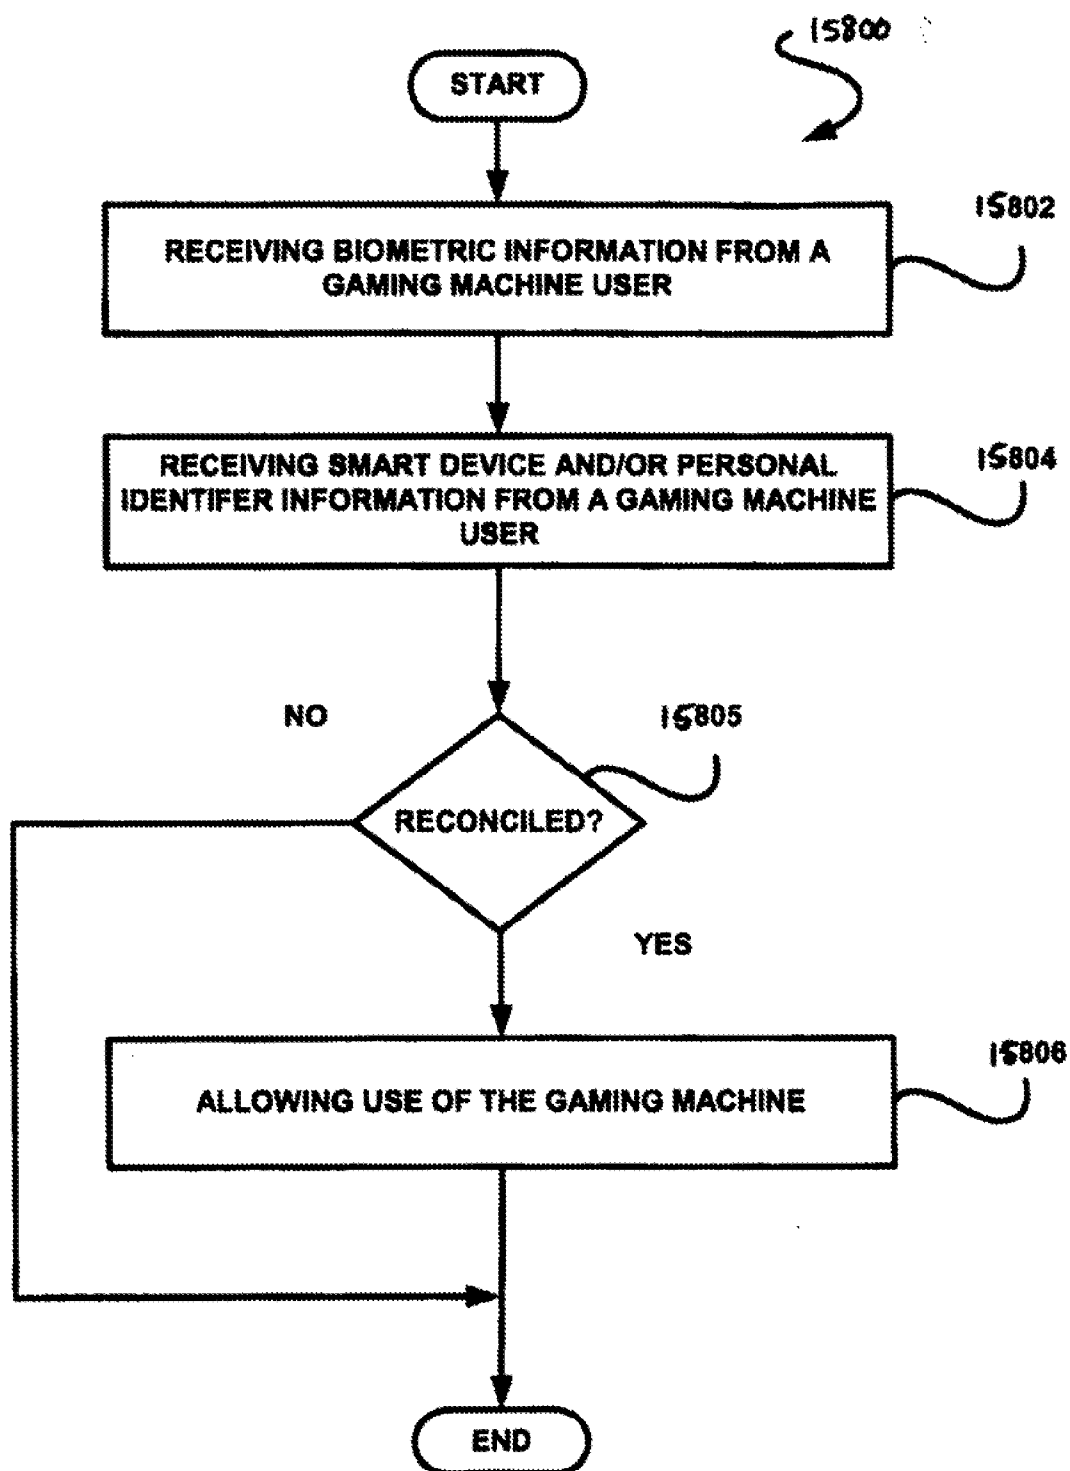 15800
START
15802
RECEIVING BIOMETRIC INFORMATION FROM A
GAMING MACHINE USER
15804
RECEIVING SMART DEVICE AND/OR PERSONAL
IDENTIFER INFORMATION FROM A GAMING MACHINE
USER
NO
15805
RECONCILED?
YES
15806
ALLOWING USE OF THE GAMING MACHINE
END